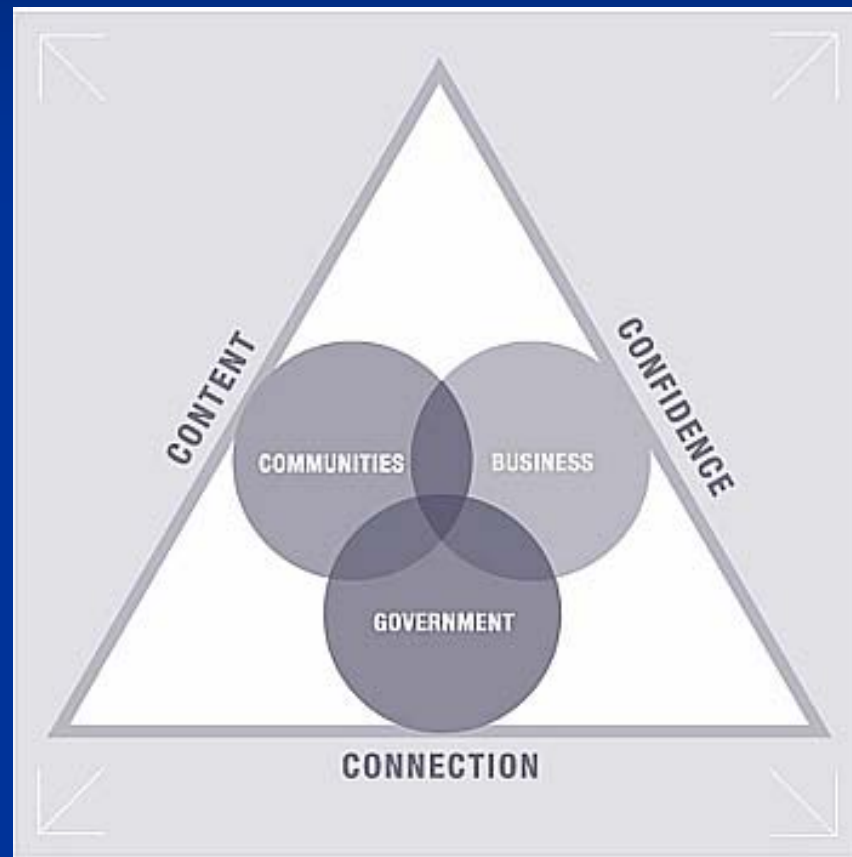 CONTENT
CONFIDENCE
COMMUNITIES
BUSINESS
GOVERNMENT
CONNECTION